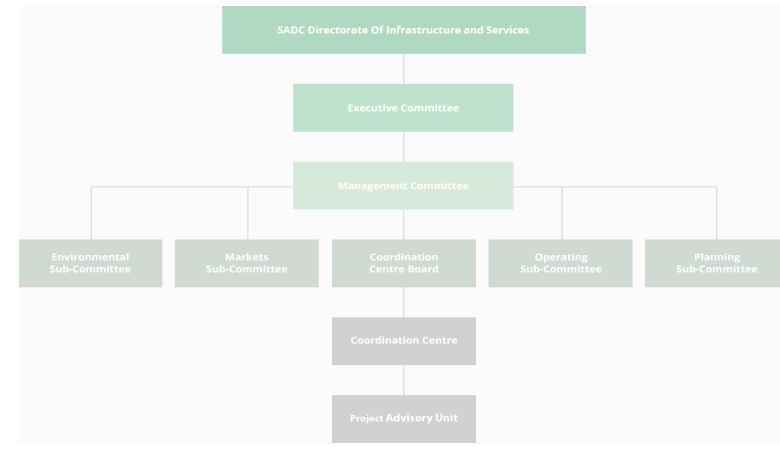 SADC Directorate Of Infrastructure and Services
Executive Committee
Management Committee
Environmental
Sub-Committee
Markets
Sub-Committee
Coordination
Centre Board
Operating
Sub-Committee
Planning
Sub-Committee
Coordination Centre
Project Advisory Unit